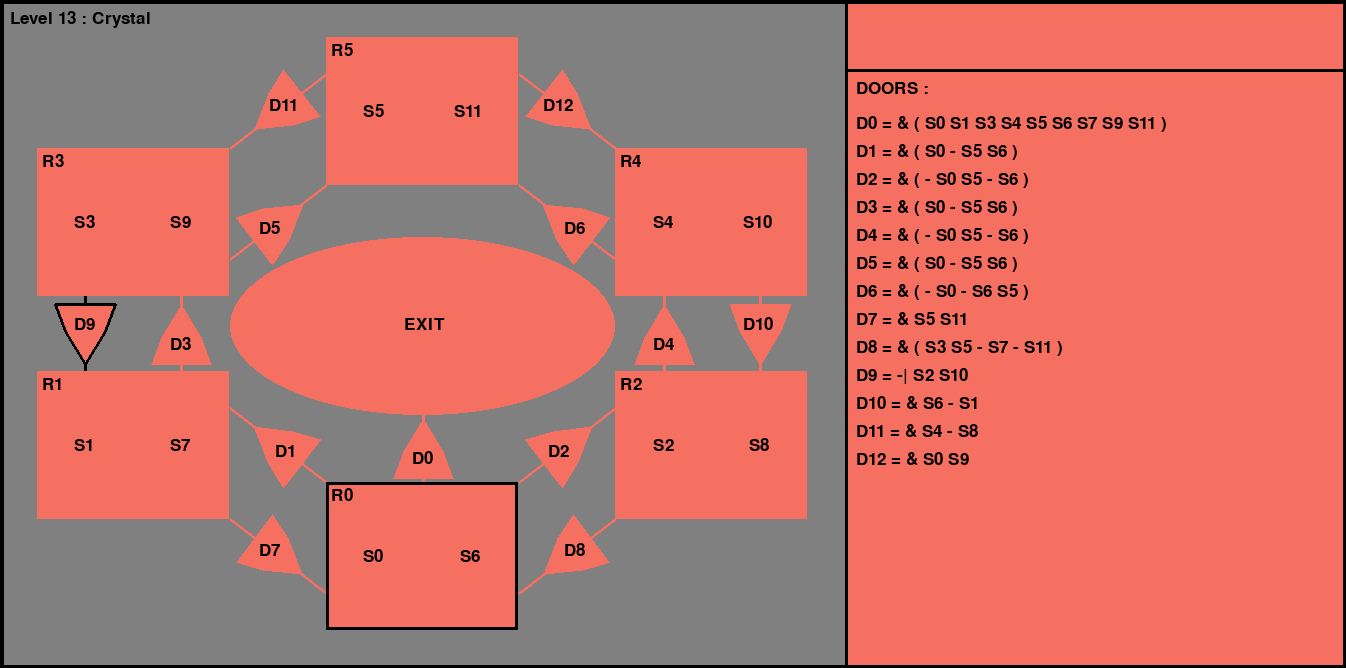 Level 13 : Crystal
R5
S5 S11
D11
D12
R3
S3 S9
R4
S4 S10
D5
D6
EXIT
D9
D3
D4
D10
R1
S1 S7
R2
S2 S8
D1
D0
D2
R0
S0 S6
D7
D8
DOORS :
D0 = & ( S0 S1 S3 S4 S5 S6 S7 S9 S11 )
D1 = & ( S0 - S5 S6 )
D2 = & ( - S0 S5 - S6 )
D3 = & ( S0 - S5 S6 )
D4 = & ( - S0 S5 - S6 )
D5 = & ( S0 - S5 S6 )
D6 = & ( - S0 - S6 S5 )
D7 = & S5 S11
D8 = & ( S3 S5 - S7 - S11 )
D9 = -| S2 S10
D10 = & S6 - S1
D11 = & S4 - S8
D12 = & S0 S9